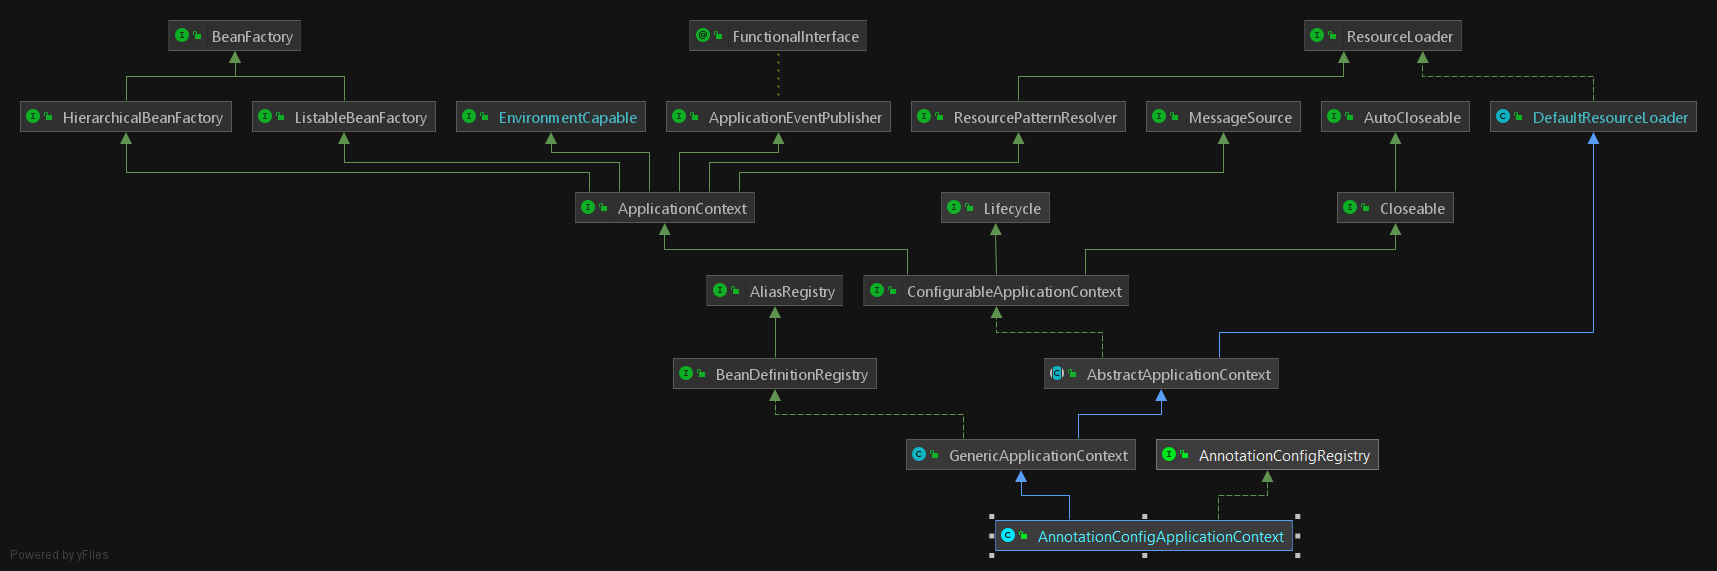 BeanFactory
FunctionalInterface
ResourceLoader
HierarchicalBeanFactory
ListableBeanFactory
EnvironmentCapable
ApplicationEventPublisher
ResourcePatternResolver
MessageSource
AutoCloseable
DefaultResourceLoader
ApplicationContext
Lifecycle
Closeable
AliasRegistry
ConfigurableApplicationContext
BeanDefinitionRegistry
AbstractApplicationContext
GenericApplicationContext
AnnotationConfigRegistry
AnnotationConfigApplicationContext
Powered by yFiles